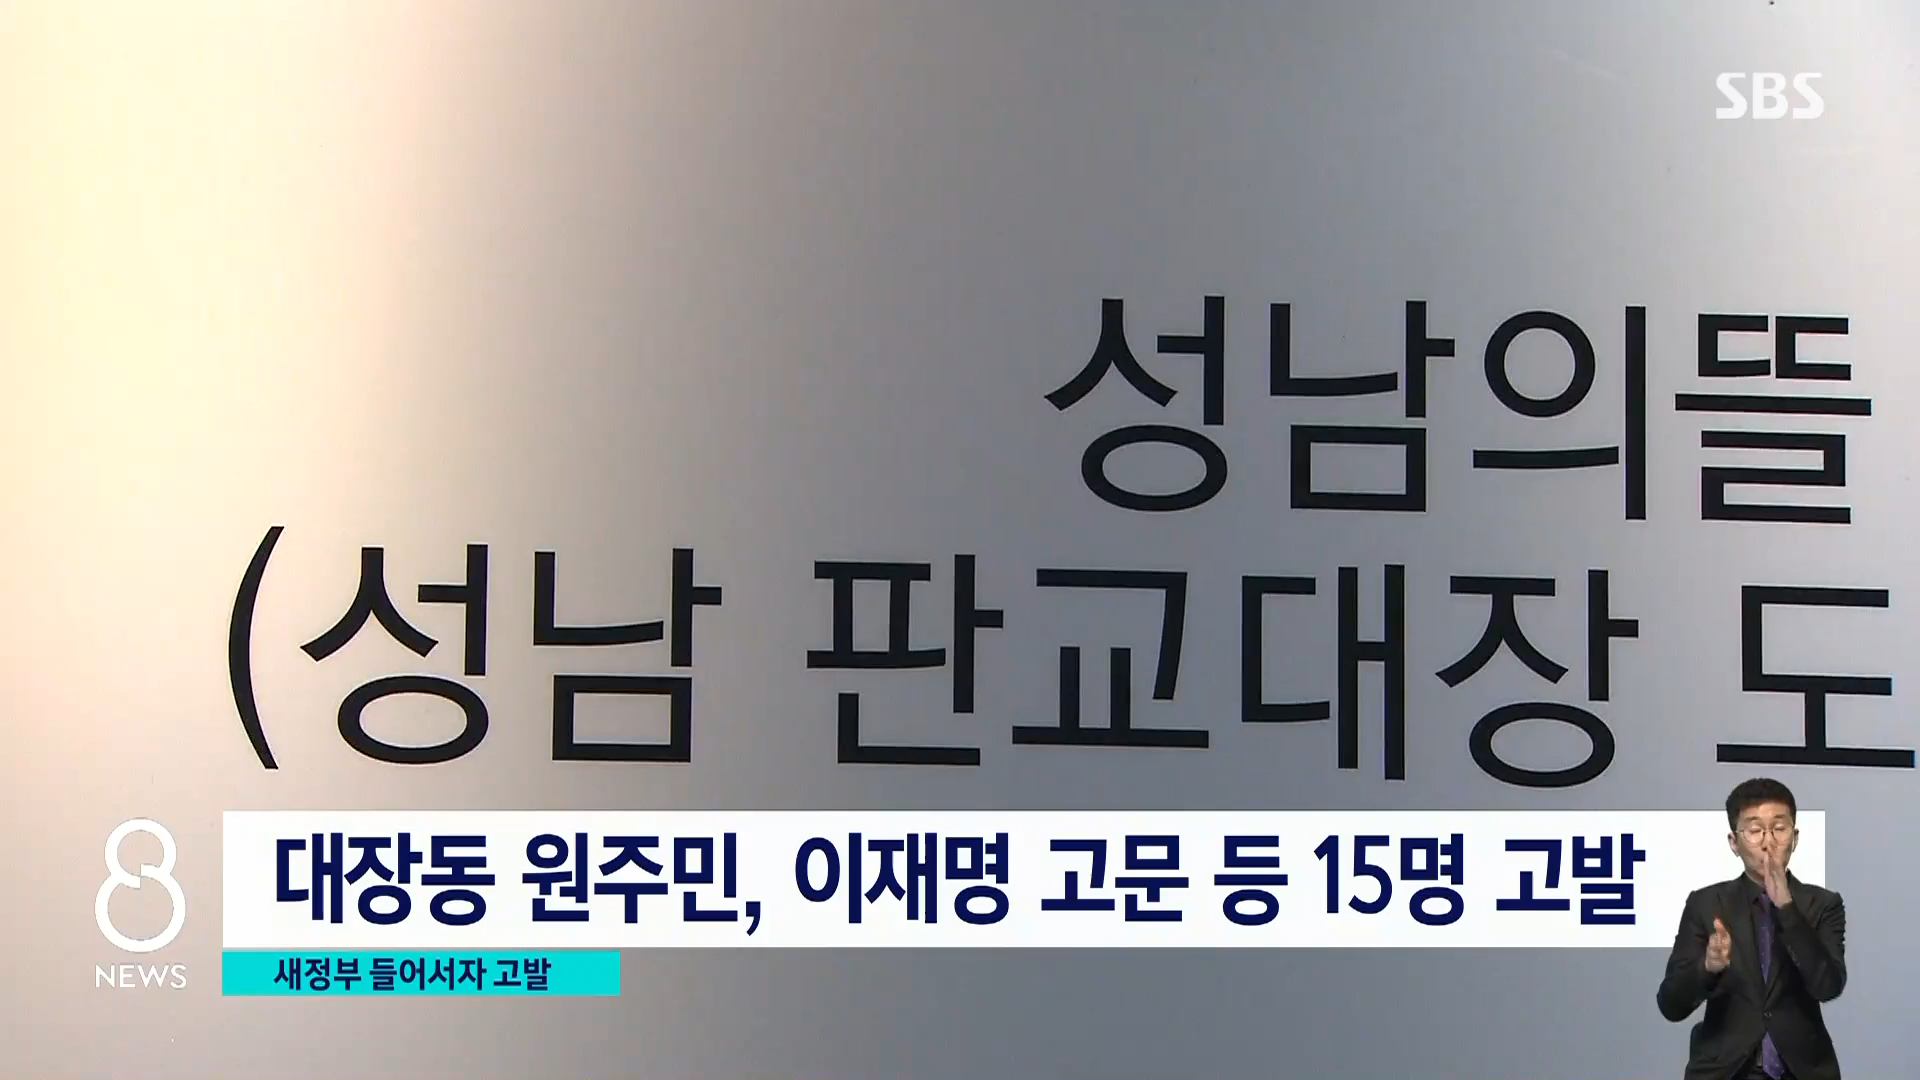 SBS
성남의뜰
(성남 판교대장 도
8
NEWS
대장동 원주민, 이재명 고문 등 15명 고발
새정부 들어서자 고발